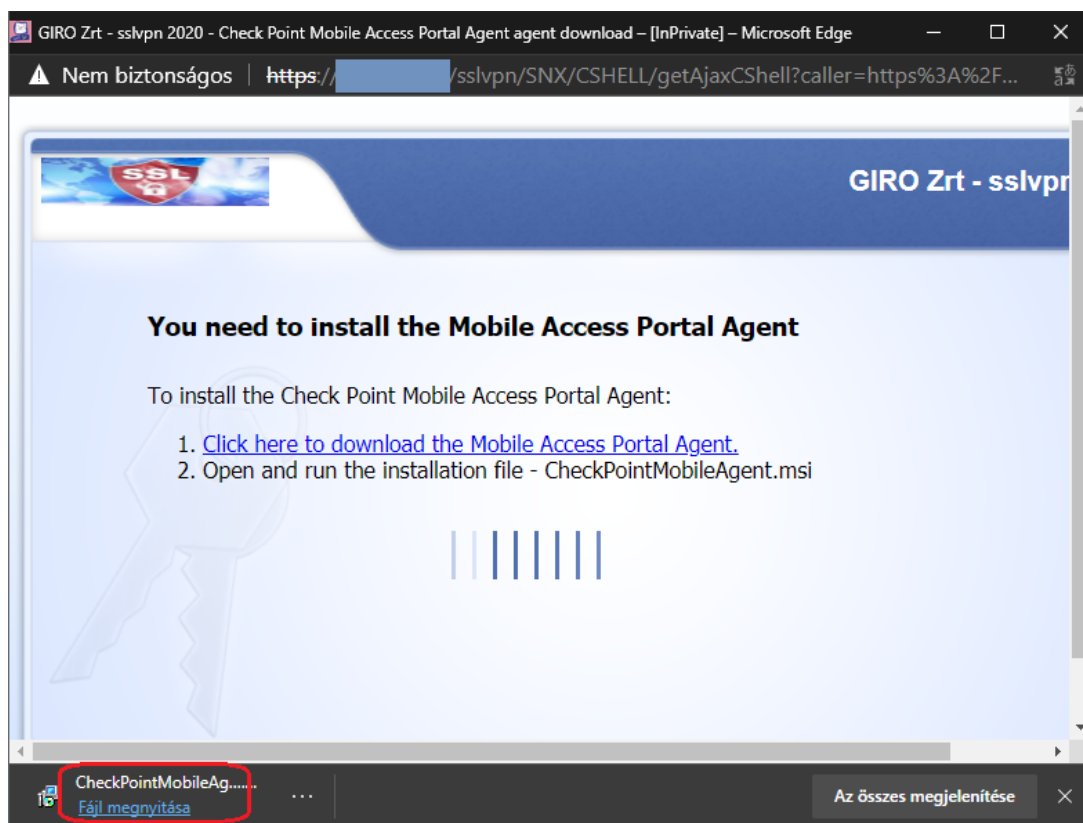 GIRO Zrt - sslvpn 2020 - Check Point Mobile Access Portal Agent agent download – [InPrivate] – Microsoft Edge
Nem biztonságos | https:// /sslvpn/SNX/CSHELL/getAjaxCShell?caller=https%3A%2F...
SSL
GIRO Zrt - sslvpn
You need to install the Mobile Access Portal Agent
To install the Check Point Mobile Access Portal Agent:
1. Click here to download the Mobile Access Portal Agent.
2. Open and run the installation file - CheckPointMobileAgent.msi
CheckPointMobileAg.......
Fájl megnyitása
...
Az összes megjelenítése